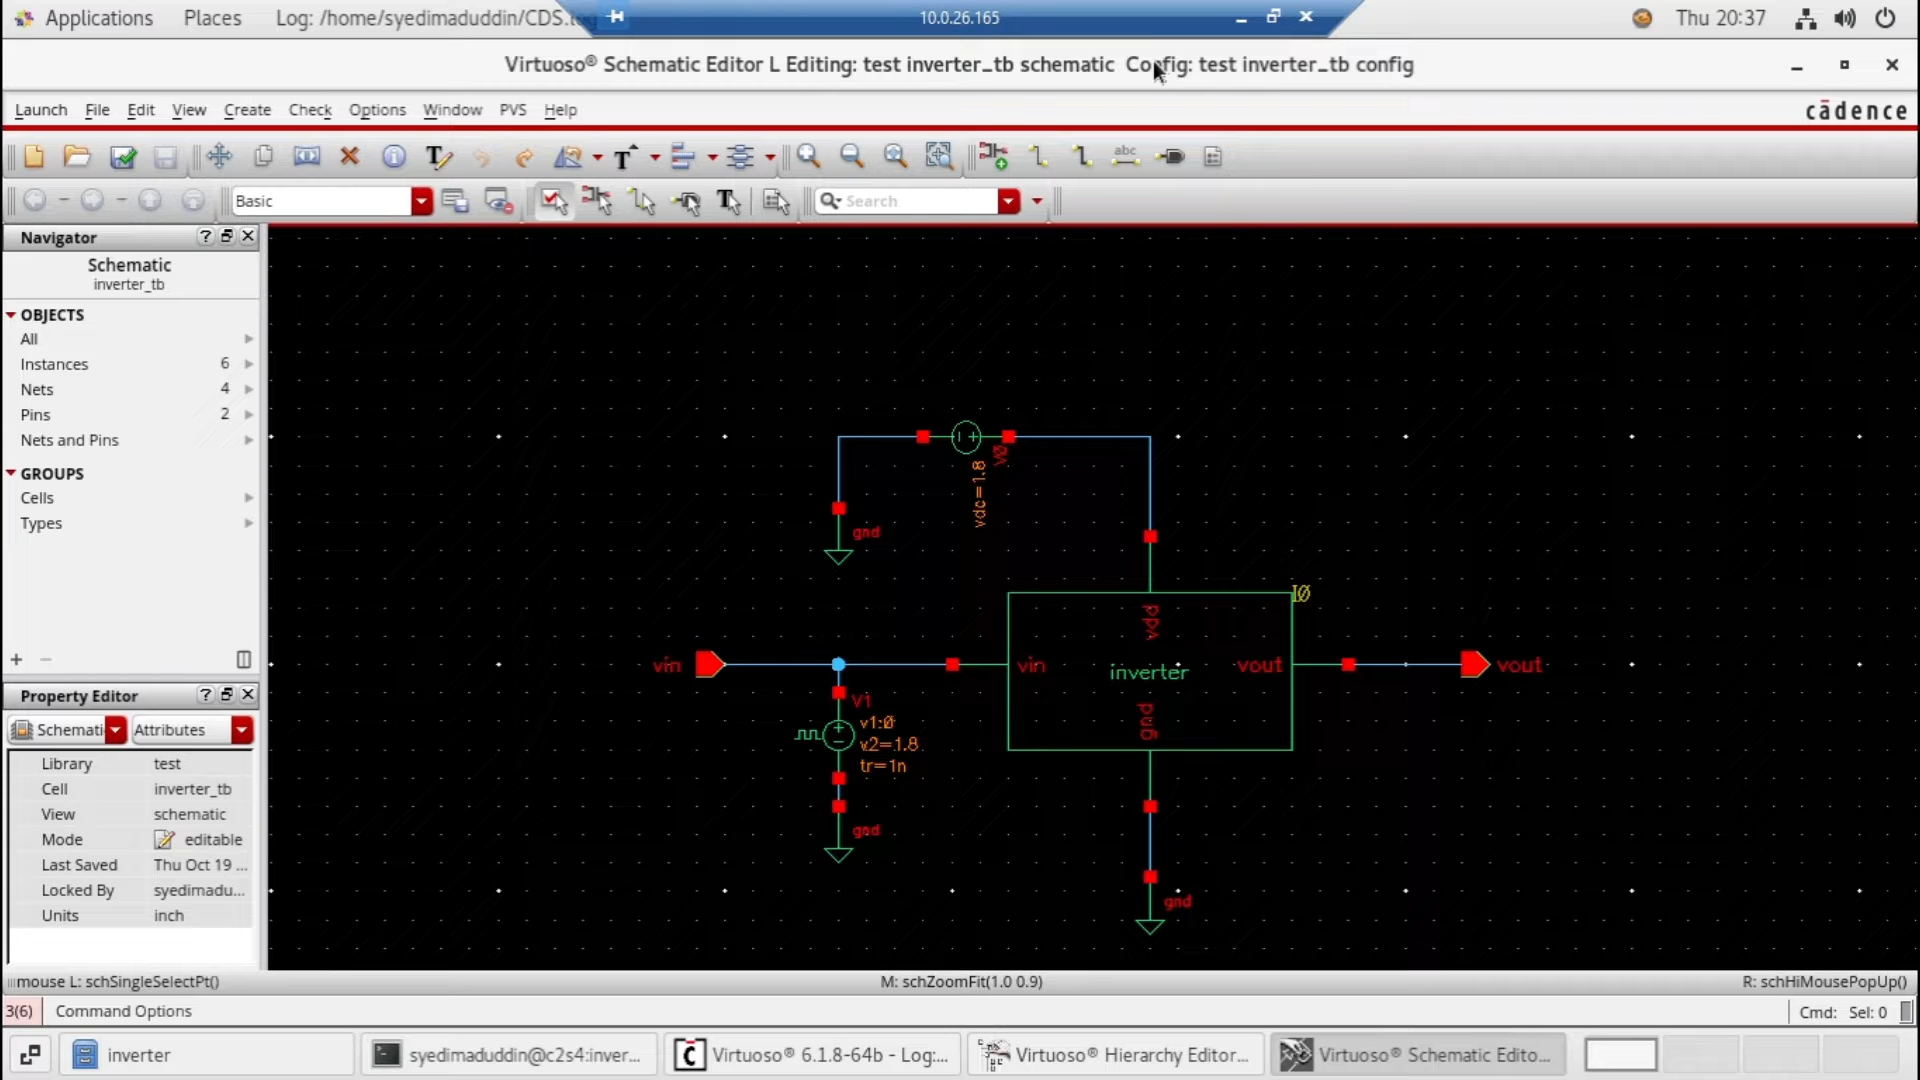 Applications Places Log: /home/syedimaduddin/CDS.log 10.0.26.165 Thu 20:37
Virtuoso® Schematic Editor L Editing: test inverter_tb schematic Config: test inverter_tb config
Launch File Edit View Create Check Options Window PVS Help cādence
abc
Basic Search
Navigator
Schematic
inverter_tb
OBJECTS
All
Instances 6
Nets 4
Pins 2
Nets and Pins
GROUPS
Cells
Types
Property Editor
Schemati Attributes
Library test
Cell inverter_tb
View schematic
Mode editable
Last Saved Thu Oct 19 ...
Locked By syedimadu...
Units inch
V0
vdc=1.8
gnd
I0
vdd
vin vin inverter vout vout
gnd
V1
v1:0
v2=1.8
tr=1n
gnd
gnd
mouse L: schSingleSelectPt() M: schZoomFit(1.0 0.9) R: schHiMousePopUp()
3(6) Command Options Cmd: Sel: 0
inverter syedimaduddin@c2s4:inver... Virtuoso® 6.1.8-64b - Log:... Virtuoso® Hierarchy Editor... Virtuoso® Schematic Edito...